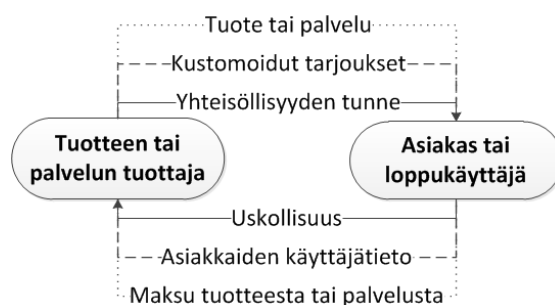 Tuote tai palvelu
Kustomoidut tarjoukset
Yhteisöllisyyden tunne
Tuotteen tai
palvelun tuottaja
Asiakas tai
loppukäyttäjä
Uskollisuus
Asiakkaiden käyttäjätieto
Maksu tuotteesta tai palvelusta